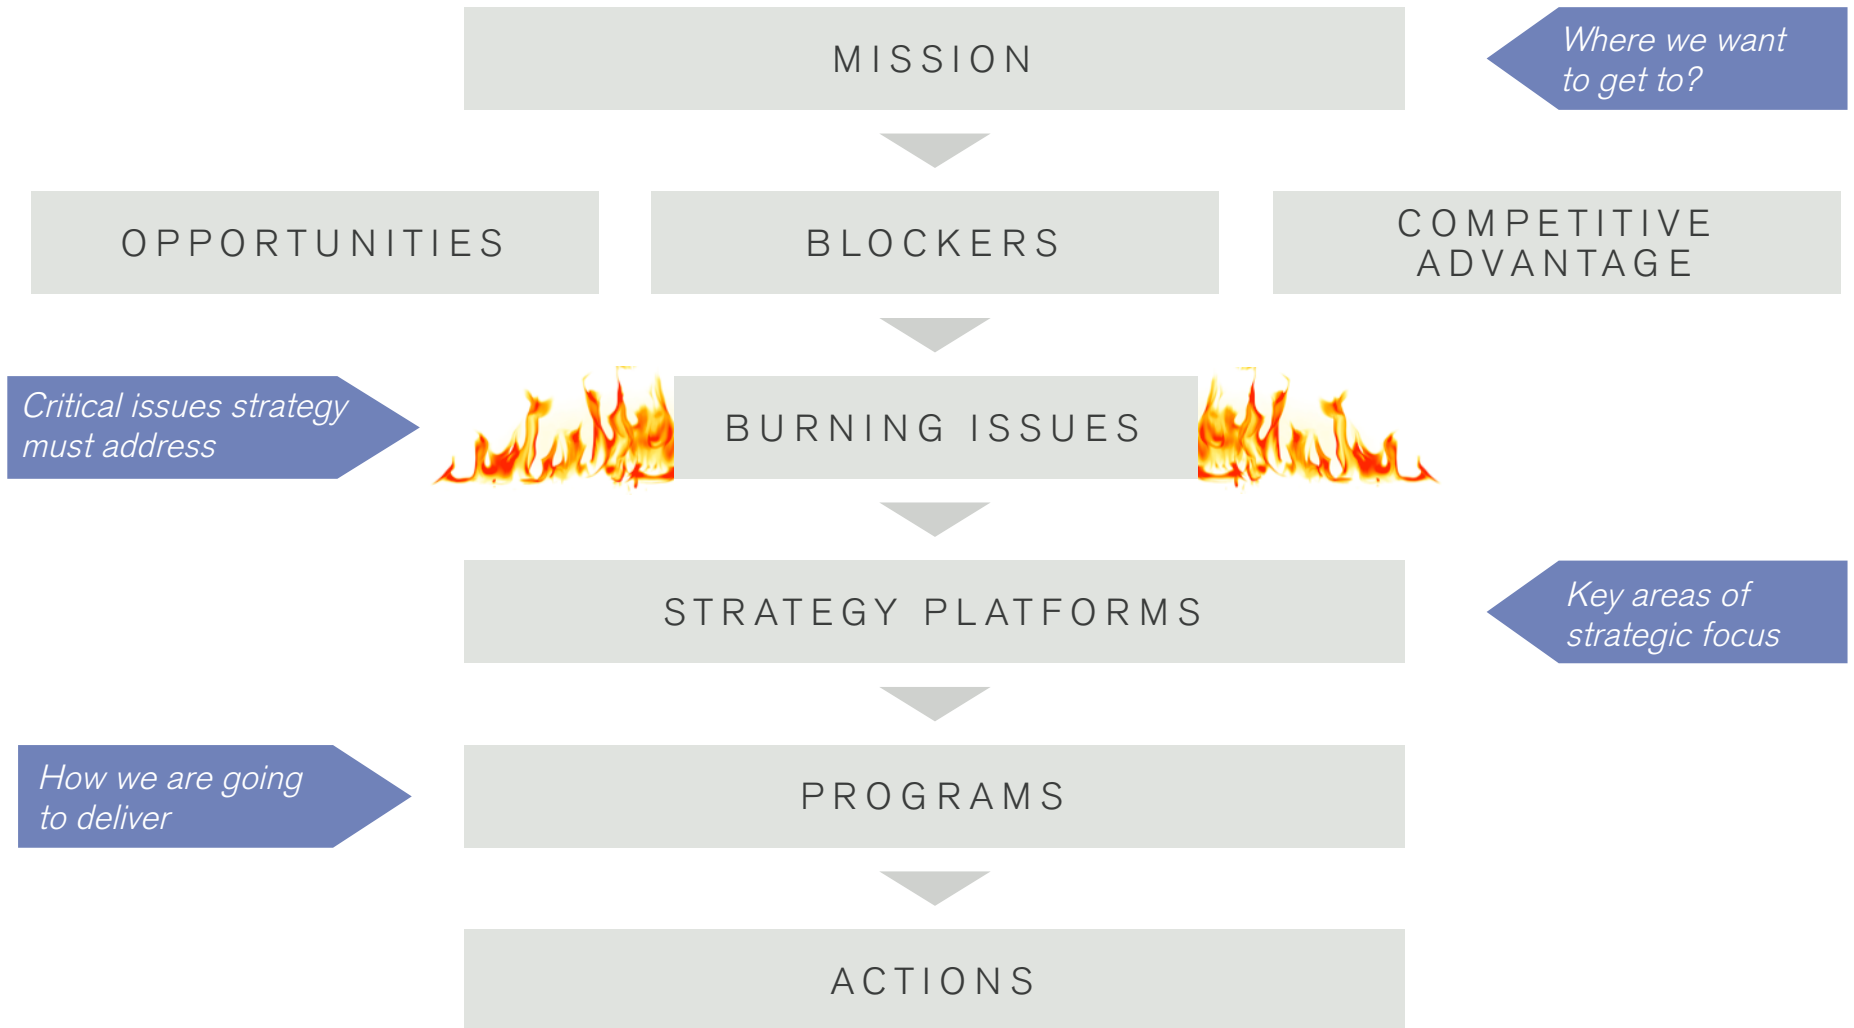 MISSION
Where we want
to get to?
OPPORTUNITIES
BLOCKERS
COMPETITIVE
ADVANTAGE
Critical issues strategy
must address
BURNING ISSUES
STRATEGY PLATFORMS
Key areas of
strategic focus
How we are going
to deliver
PROGRAMS
ACTIONS